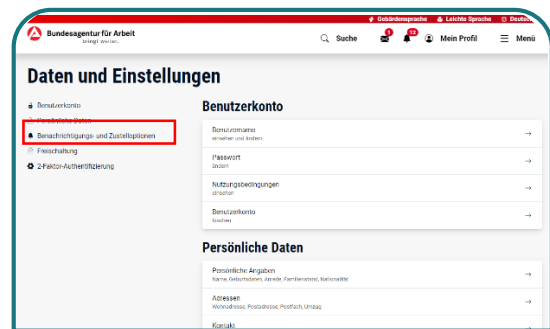 Gebärdensprache Leichte Sprache Deutsch
Bundesagentur für Arbeit
bringt weiter.
Suche 1 12 Mein Profil Menü
Daten und Einstellungen
Benutzerkonto
Persönliche Daten
Benachrichtigungs- und Zustelloptionen
Freischaltung
2-Faktor-Authentifizierung
Benutzerkonto
Benutzername
einsehen und ändern
Passwort
ändern
Nutzungsbedingungen
einsehen
Benutzerkonto
löschen
Persönliche Daten
Persönliche Angaben
Name, Geburtsdaten, Anrede, Familienstand, Nationalität
Adressen
Wohnadresse, Postadresse, Postfach, Umzug
Kontakt